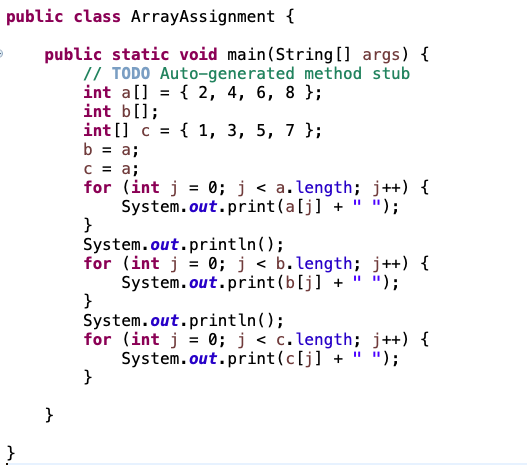 public class ArrayAssignment {
public static void main(String[] args) {
// TODO Auto-generated method stub
int a[] = { 2, 4, 6, 8 };
int b[];
int[] c = { 1, 3, 5, 7 };
b = a;
c = a;
for (int j = 0; j < a.length; j++) {
System.out.print(a[j] + " ");
}
System.out.println();
for (int j = 0; j < b.length; j++) {
System.out.print(b[j] + " ");
}
System.out.println();
for (int j = 0; j < c.length; j++) {
System.out.print(c[j] + " ");
}
}
}